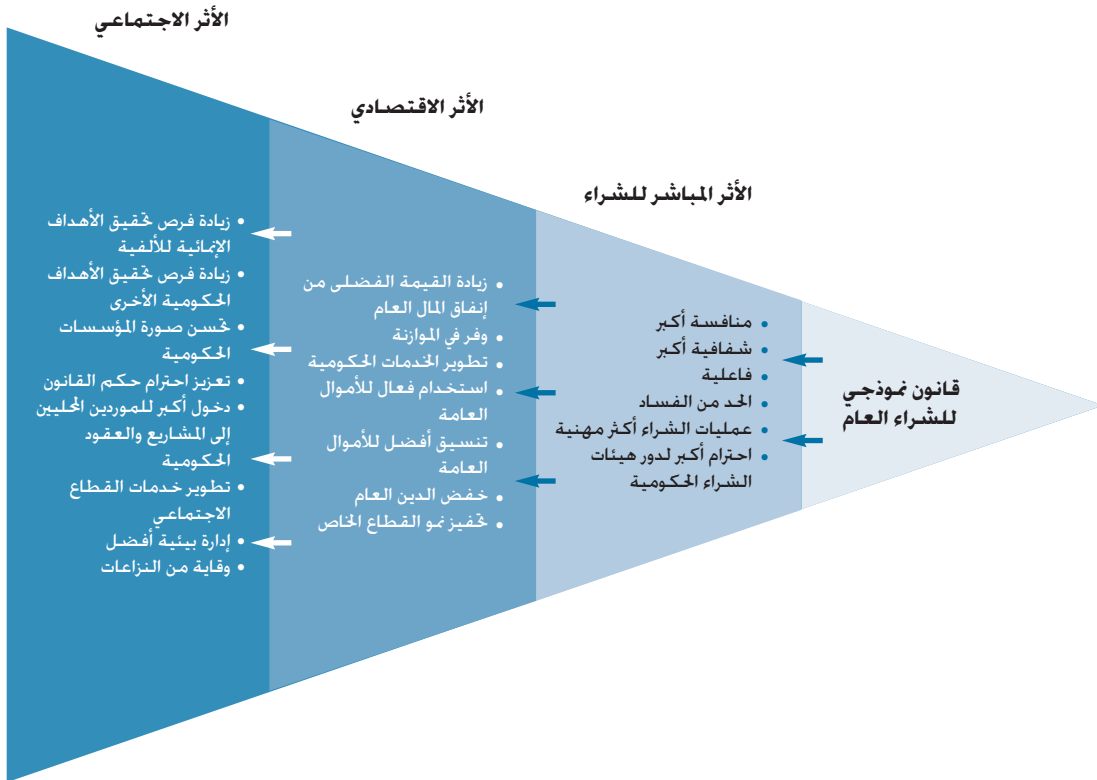 قانون نموذجي
للشراء العام
الأثر المباشر للشراء
• منافسة أكبر
• شفافية أكبر
• فاعلية
• الحد من الفساد
• عمليات الشراء أكثر مهنية
• احترام أكبر لدور هيئات
الشراء الحكومية
الأثر الاقتصادي
• زيادة القيمة الفضلى من
إنفاق المال العام
• وفر في الموازنة
• تطوير الخدمات الحكومية
• استخدام فعال للأموال
العامة
• تنسيق أفضل للأموال
العامة
• خفض الدين العام
• تحفيز نمو القطاع الخاص
الأثر الاجتماعي
• زيادة فرص تحقيق الأهداف
الإنمائية للألفية
• زيادة فرص تحقيق الأهداف
الحكومية الأخرى
• تحسن صورة المؤسسات
الحكومية
• تعزيز احترام حكم القانون
• دخول أكبر للموردين المحليين
إلى المشاريع والعقود
الحكومية
• تطوير خدمات القطاع
الاجتماعي
• إدارة بيئية أفضل
• وقاية من النزاعات